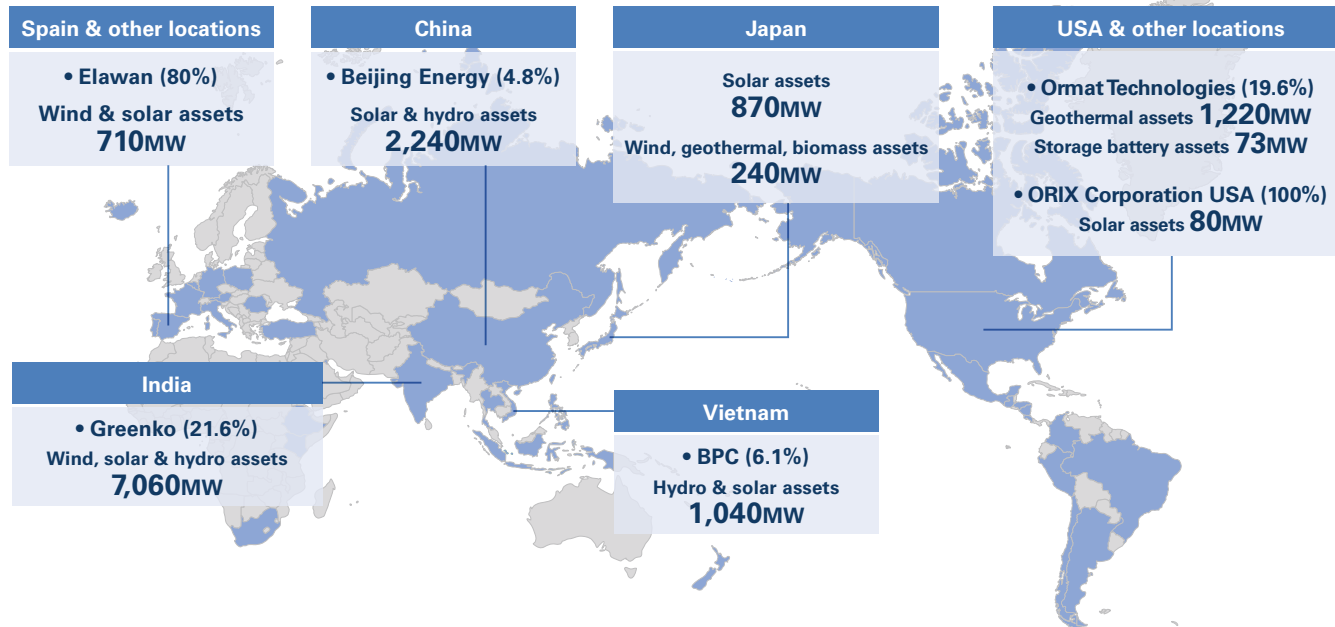 Spain & other locations
• Elawan (80%)
Wind & solar assets
710MW
China
• Beijing Energy (4.8%)
Solar & hydro assets
2,240MW
Japan
Solar assets
870MW
Wind, geothermal, biomass assets
240MW
USA & other locations
• Ormat Technologies (19.6%)
Geothermal assets 1,220MW
Storage battery assets 73MW
• ORIX Corporation USA (100%)
Solar assets 80MW
India
• Greenko (21.6%)
Wind, solar & hydro assets
7,060MW
Vietnam
• BPC (6.1%)
Hydro & solar assets
1,040MW